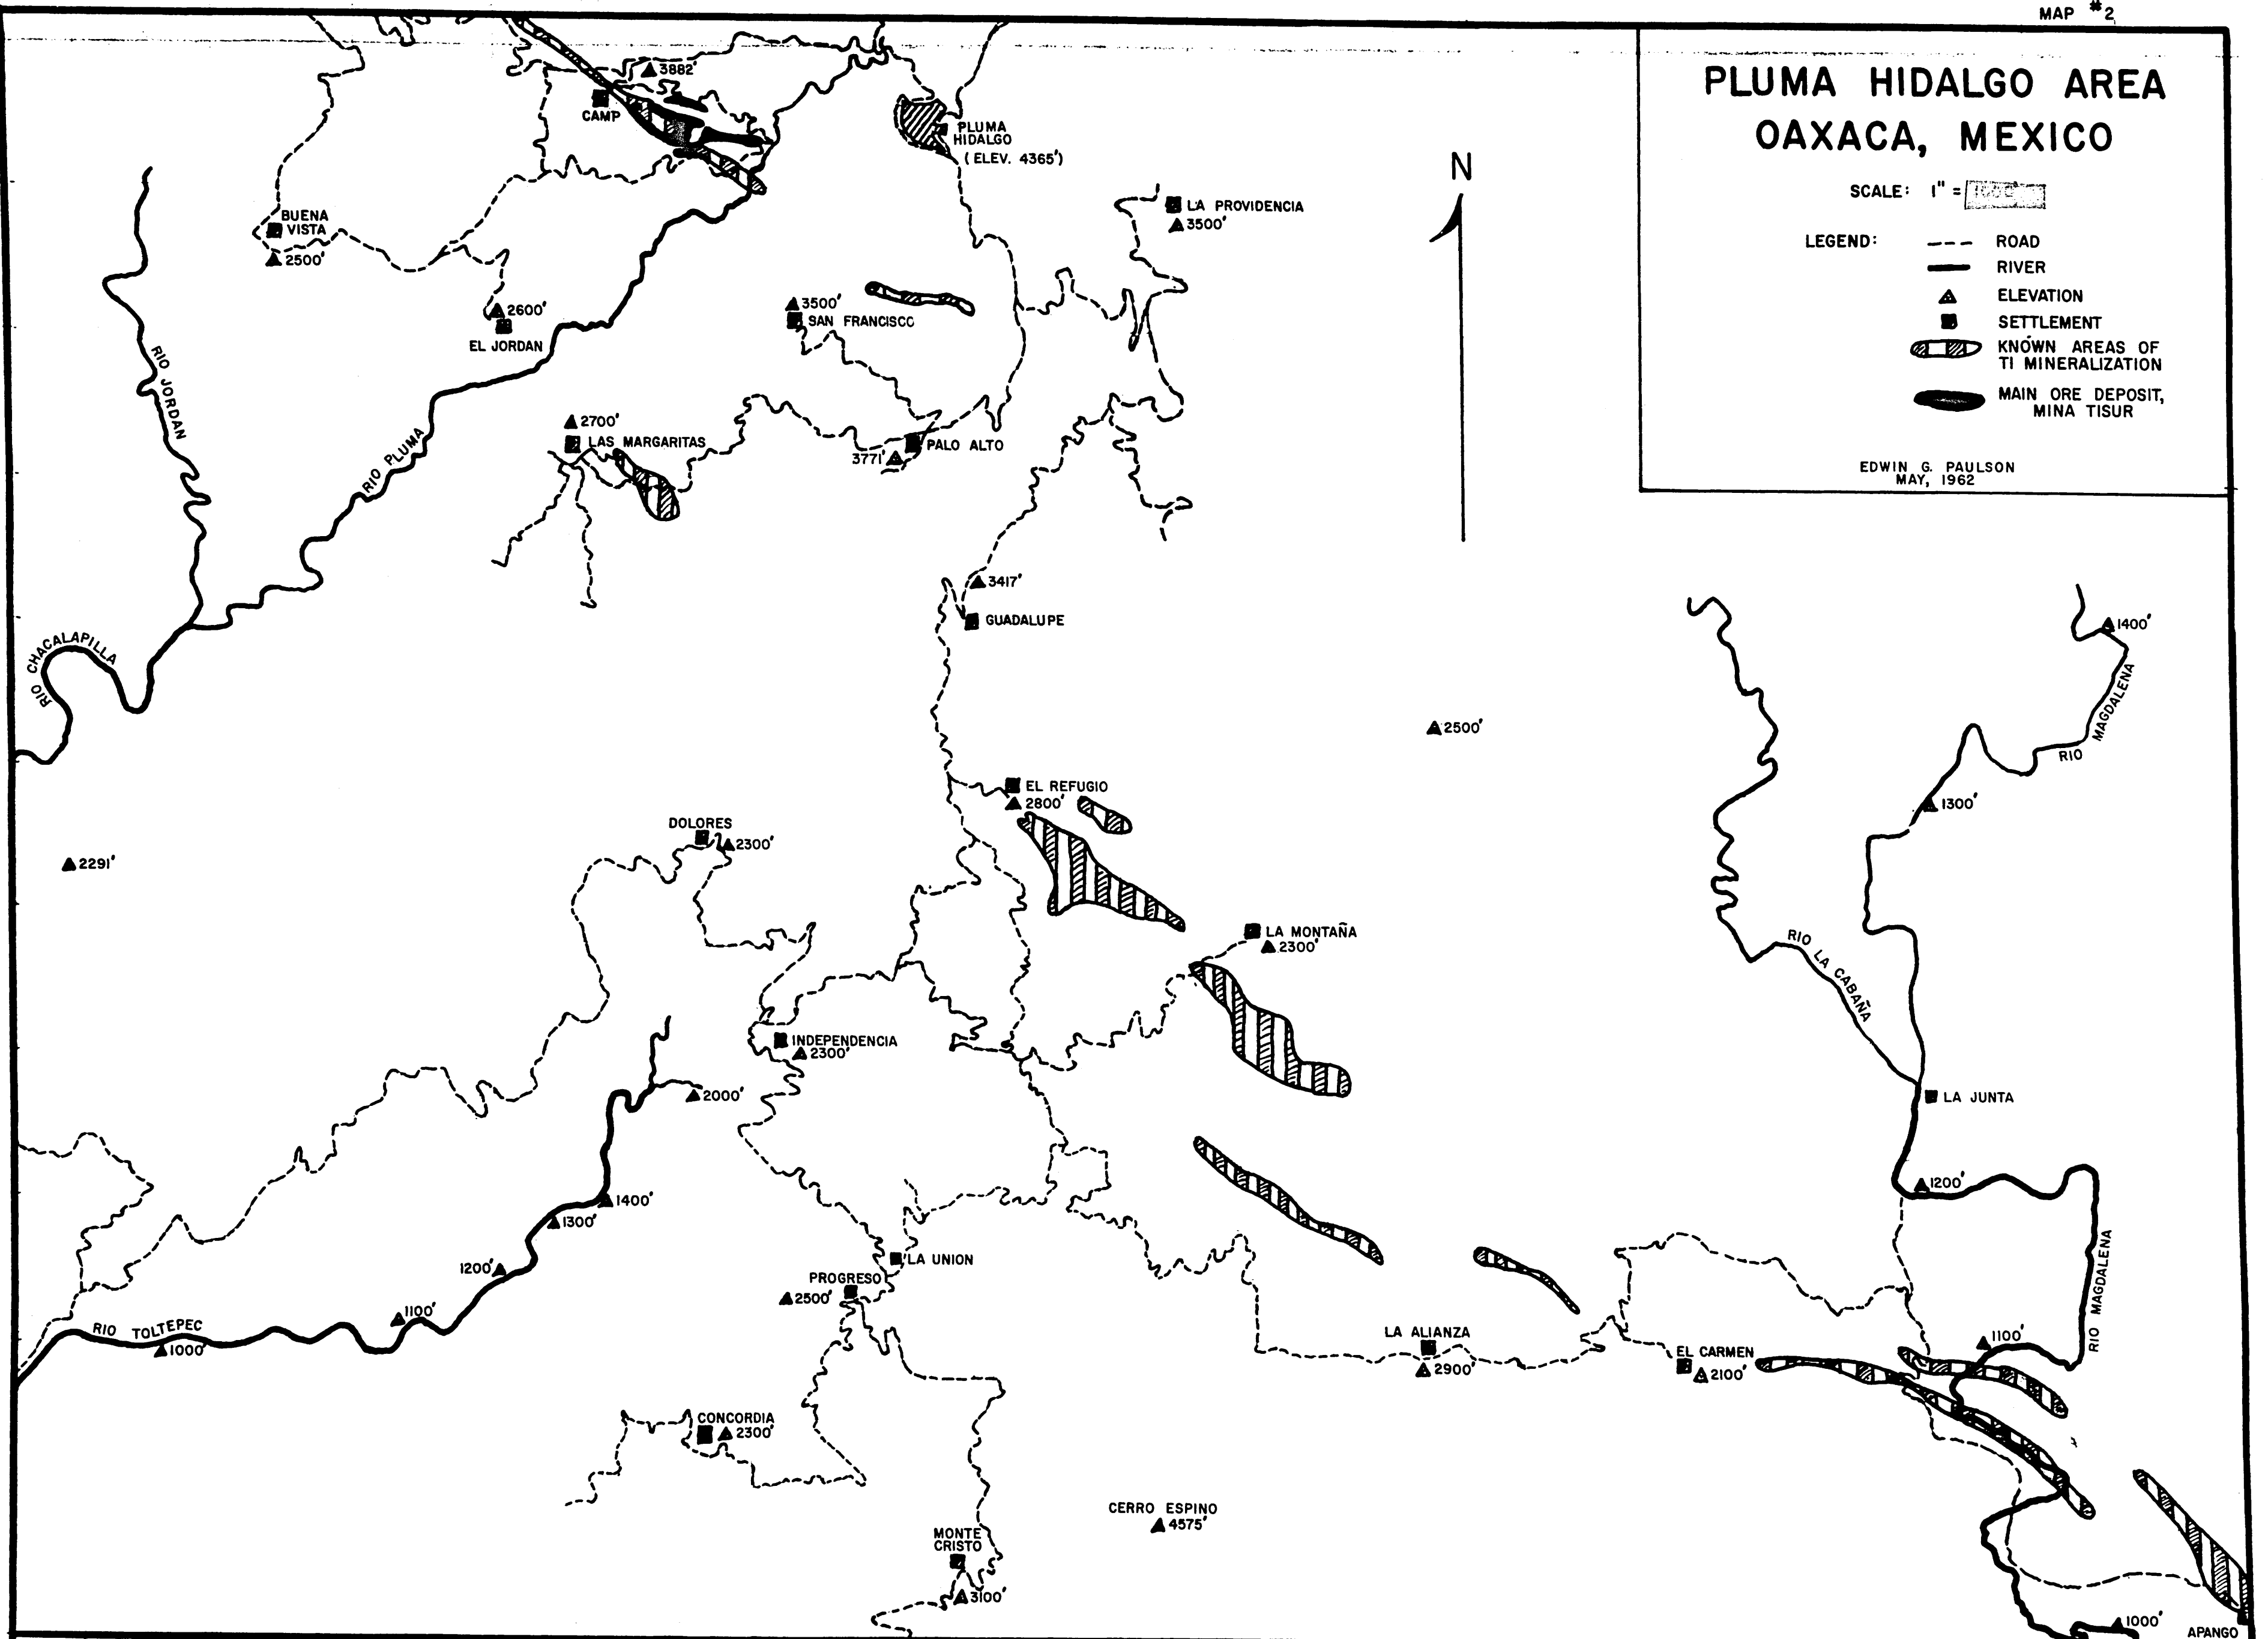 MAP #2
PLUMA HIDALGO AREA
OAXACA, MEXICO
SCALE: 1" =
LEGEND:
ROAD
RIVER
ELEVATION
SETTLEMENT
KNOWN AREAS OF
TI MINERALIZATION
MAIN ORE DEPOSIT,
MINA TISUR
EDWIN G. PAULSON
MAY, 1962
N
3882'
CAMP
PLUMA
HIDALGO
(ELEV. 4365')
LA PROVIDENCIA
3500'
BUENA
VISTA
2500'
2600'
EL JORDAN
3500'
SAN FRANCISCO
RIO JORDAN
RIO PLUMA
2700'
LAS MARGARITAS
PALO ALTO
3771'
3417'
GUADALUPE
RIO CHACALAPILLA
1400'
RIO MAGDALENA
2500'
EL REFUGIO
2800'
1300'
DOLORES
2300'
2291'
LA MONTAÑA
2300'
RIO LA CABAÑA
INDEPENDENCIA
2300'
2000'
LA JUNTA
1400'
1300'
1200'
1200'
LA UNION
PROGRESO
2500'
1100'
RIO TOLTEPEC
1000'
RIO MAGDALENA
LA ALIANZA
2900'
1100'
EL CARMEN
2100'
CONCORDIA
2300'
CERRO ESPINO
4575'
MONTE
CRISTO
3100'
1000'
APANGO